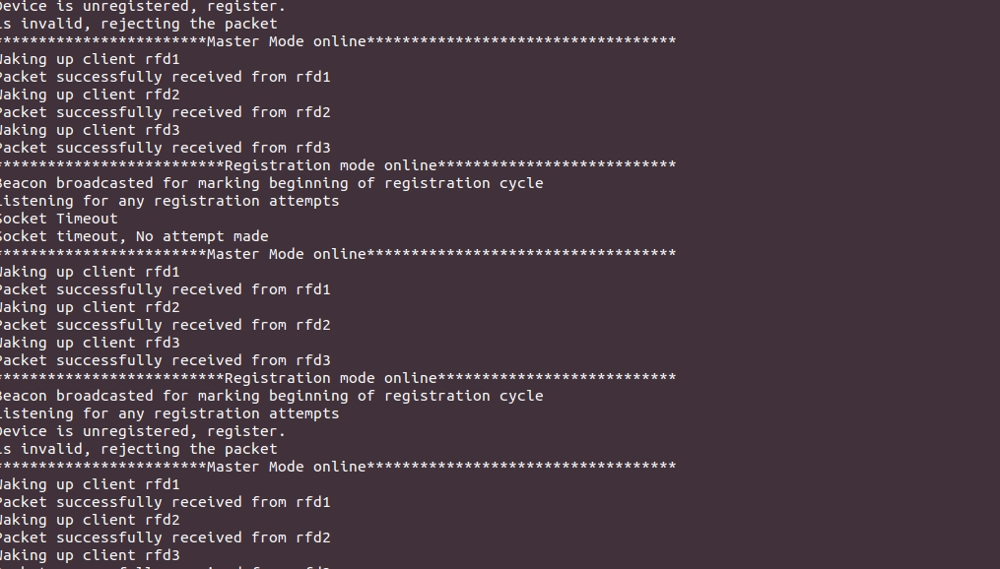 Device is unregistered, register.
is invalid, rejecting the packet
************************Master Mode online***********************************
Waking up client rfd1
Packet successfully received from rfd1
Waking up client rfd2
Packet successfully received from rfd2
Waking up client rfd3
Packet successfully received from rfd3
**************************Registration mode online***************************
Beacon broadcasted for marking beginning of registration cycle
Listening for any registration attempts
Socket Timeout
Socket timeout, No attempt made
************************Master Mode online***********************************
Waking up client rfd1
Packet successfully received from rfd1
Waking up client rfd2
Packet successfully received from rfd2
Waking up client rfd3
Packet successfully received from rfd3
**************************Registration mode online***************************
Beacon broadcasted for marking beginning of registration cycle
Listening for any registration attempts
Device is unregistered, register.
is invalid, rejecting the packet
************************Master Mode online***********************************
Waking up client rfd1
Packet successfully received from rfd1
Waking up client rfd2
Packet successfully received from rfd2
Waking up client rfd3